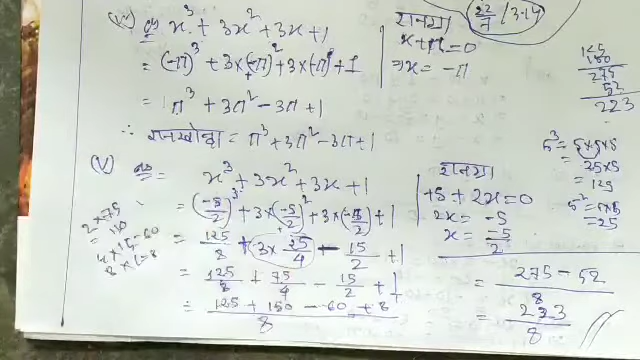 (iv) x³ + 3x² + 3x + 1
= (-π)³ + 3×(-π)² + 3×(-π) + 1
= π³ + 3π² - 3π + 1
∴ = π³ + 3π² - 3π + 1
x + π = 0
⇒ x = -π
22/7 / 3.14
125
150
275
52
223
(v) x³ + 3x² + 3x + 1
= (-5/2)³ + 3×(-5/2)² + 3×(-5/2) + 1
= 125/8 + 3×25/4 - 15/2 + 1
= 125/8 + 75/4 - 15/2 + 1
= 125 + 150 - 60 + 8 / 8
2×75
= 150
4×15=60
8×1=8
+5 + 2x = 0
2x = -5
x = -5/2
= 275 - 52 / 8
= 223/8
5³ = 5×5×5
= 25×5
= 125
5² = 5×5
= 25